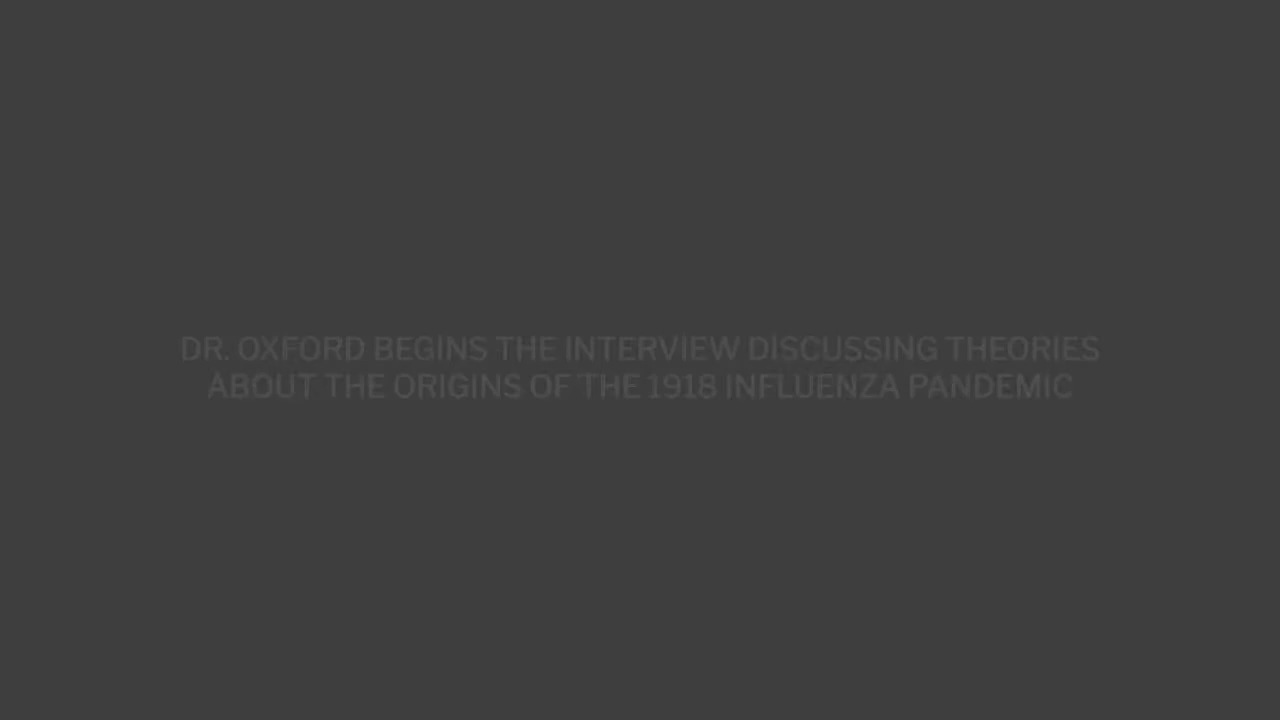 DR. OXFORD BEGINS THE INTERVIEW DISCUSSING THEORIES
ABOUT THE ORIGINS OF THE 1918 INFLUENZA PANDEMIC